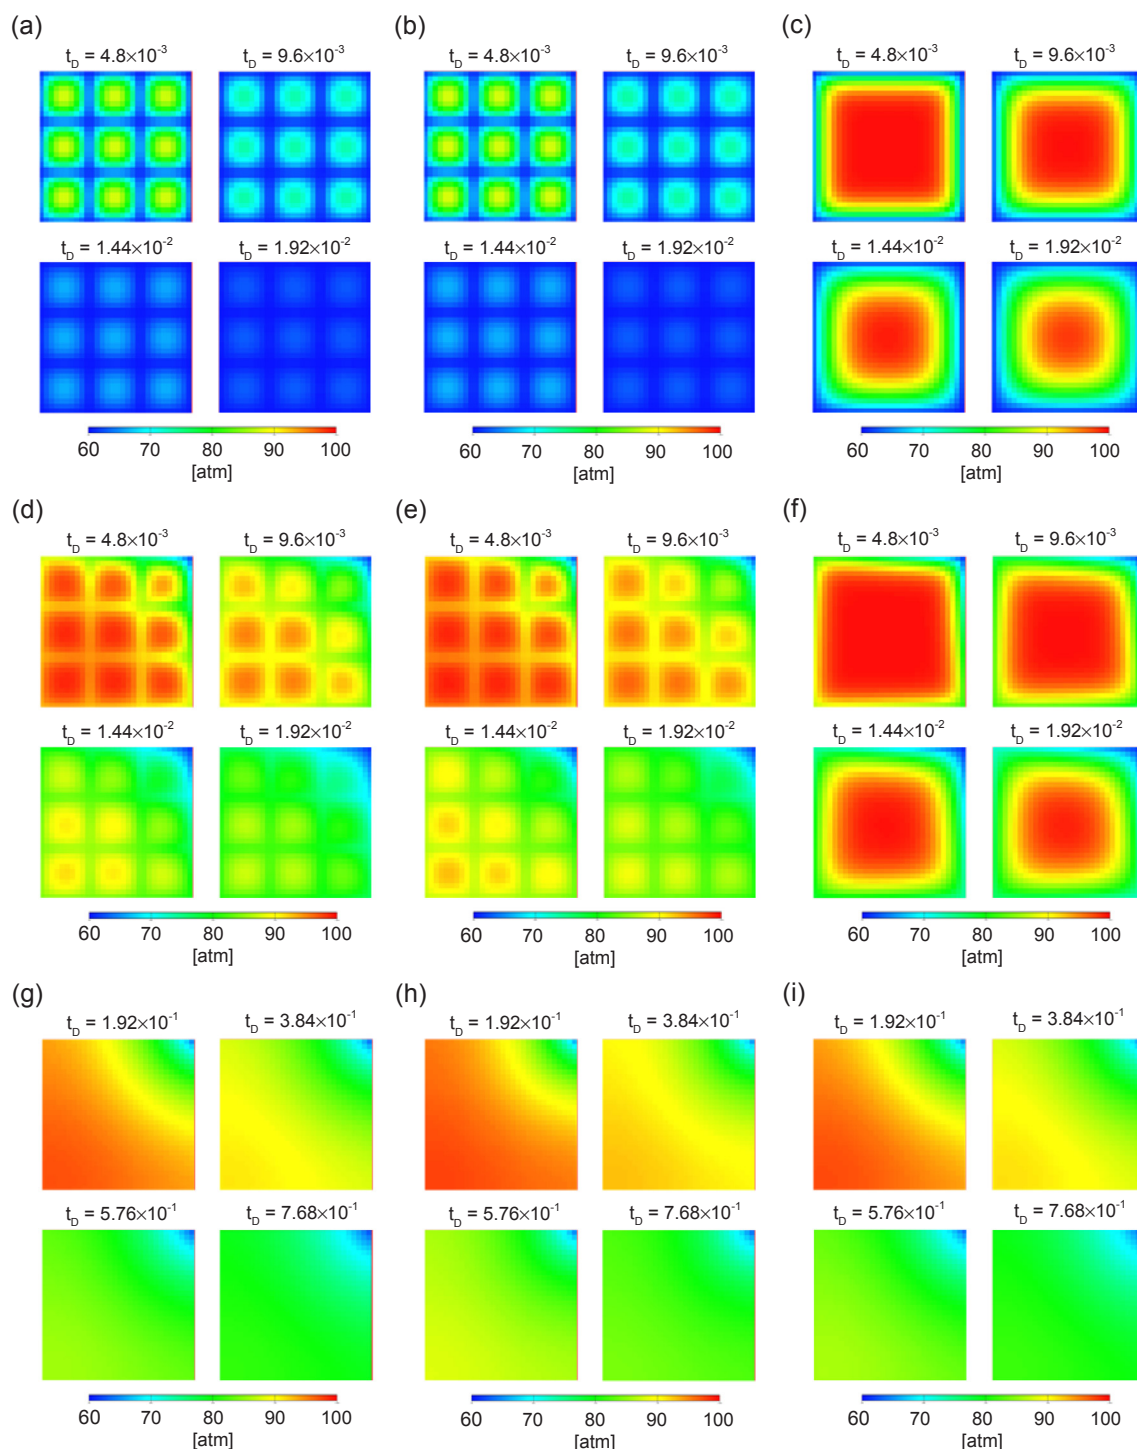 (a) (b) (c)
t_D = 4.8×10⁻³ t_D = 9.6×10⁻³ t_D = 4.8×10⁻³ t_D = 9.6×10⁻³ t_D = 4.8×10⁻³ t_D = 9.6×10⁻³
t_D = 1.44×10⁻² t_D = 1.92×10⁻² t_D = 1.44×10⁻² t_D = 1.92×10⁻² t_D = 1.44×10⁻² t_D = 1.92×10⁻²
60 70 80 90 100 60 70 80 90 100 60 70 80 90 100
[atm] [atm] [atm]
(d) (e) (f)
t_D = 4.8×10⁻³ t_D = 9.6×10⁻³ t_D = 4.8×10⁻³ t_D = 9.6×10⁻³ t_D = 4.8×10⁻³ t_D = 9.6×10⁻³
t_D = 1.44×10⁻² t_D = 1.92×10⁻² t_D = 1.44×10⁻² t_D = 1.92×10⁻² t_D = 1.44×10⁻² t_D = 1.92×10⁻²
60 70 80 90 100 60 70 80 90 100 60 70 80 90 100
[atm] [atm] [atm]
(g) (h) (i)
t_D = 1.92×10⁻¹ t_D = 3.84×10⁻¹ t_D = 1.92×10⁻¹ t_D = 3.84×10⁻¹ t_D = 1.92×10⁻¹ t_D = 3.84×10⁻¹
t_D = 5.76×10⁻¹ t_D = 7.68×10⁻¹ t_D = 5.76×10⁻¹ t_D = 7.68×10⁻¹ t_D = 5.76×10⁻¹ t_D = 7.68×10⁻¹
60 70 80 90 100 60 70 80 90 100 60 70 80 90 100
[atm] [atm] [atm]